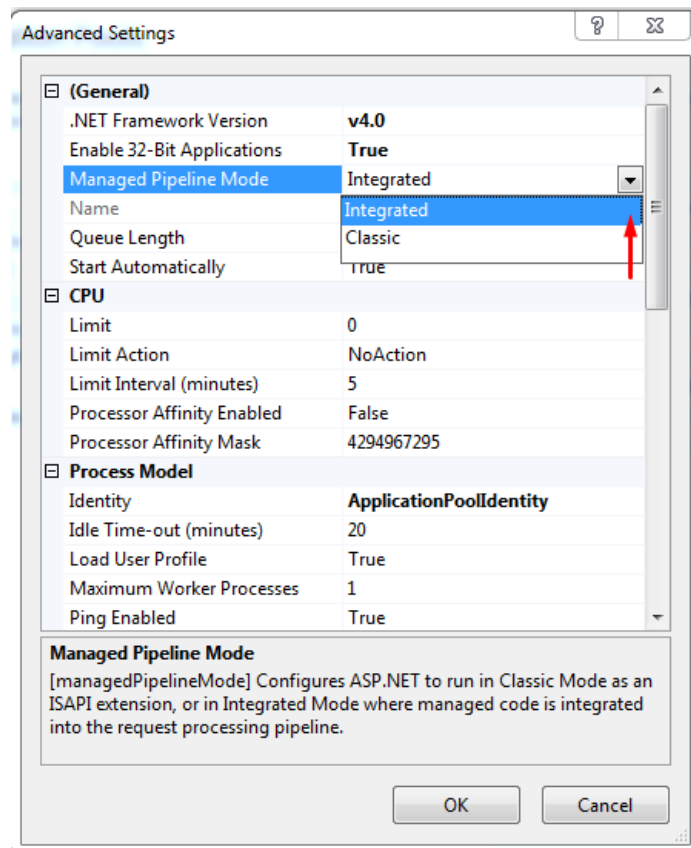 Advanced Settings
(General)
.NET Framework Version v4.0
Enable 32-Bit Applications True
Managed Pipeline Mode Integrated
Name Integrated
Queue Length Classic
Start Automatically True
CPU
Limit 0
Limit Action NoAction
Limit Interval (minutes) 5
Processor Affinity Enabled False
Processor Affinity Mask 4294967295
Process Model
Identity ApplicationPoolIdentity
Idle Time-out (minutes) 20
Load User Profile True
Maximum Worker Processes 1
Ping Enabled True
Managed Pipeline Mode
[managedPipelineMode] Configures ASP.NET to run in Classic Mode as an
ISAPI extension, or in Integrated Mode where managed code is integrated
into the request processing pipeline.
OK Cancel